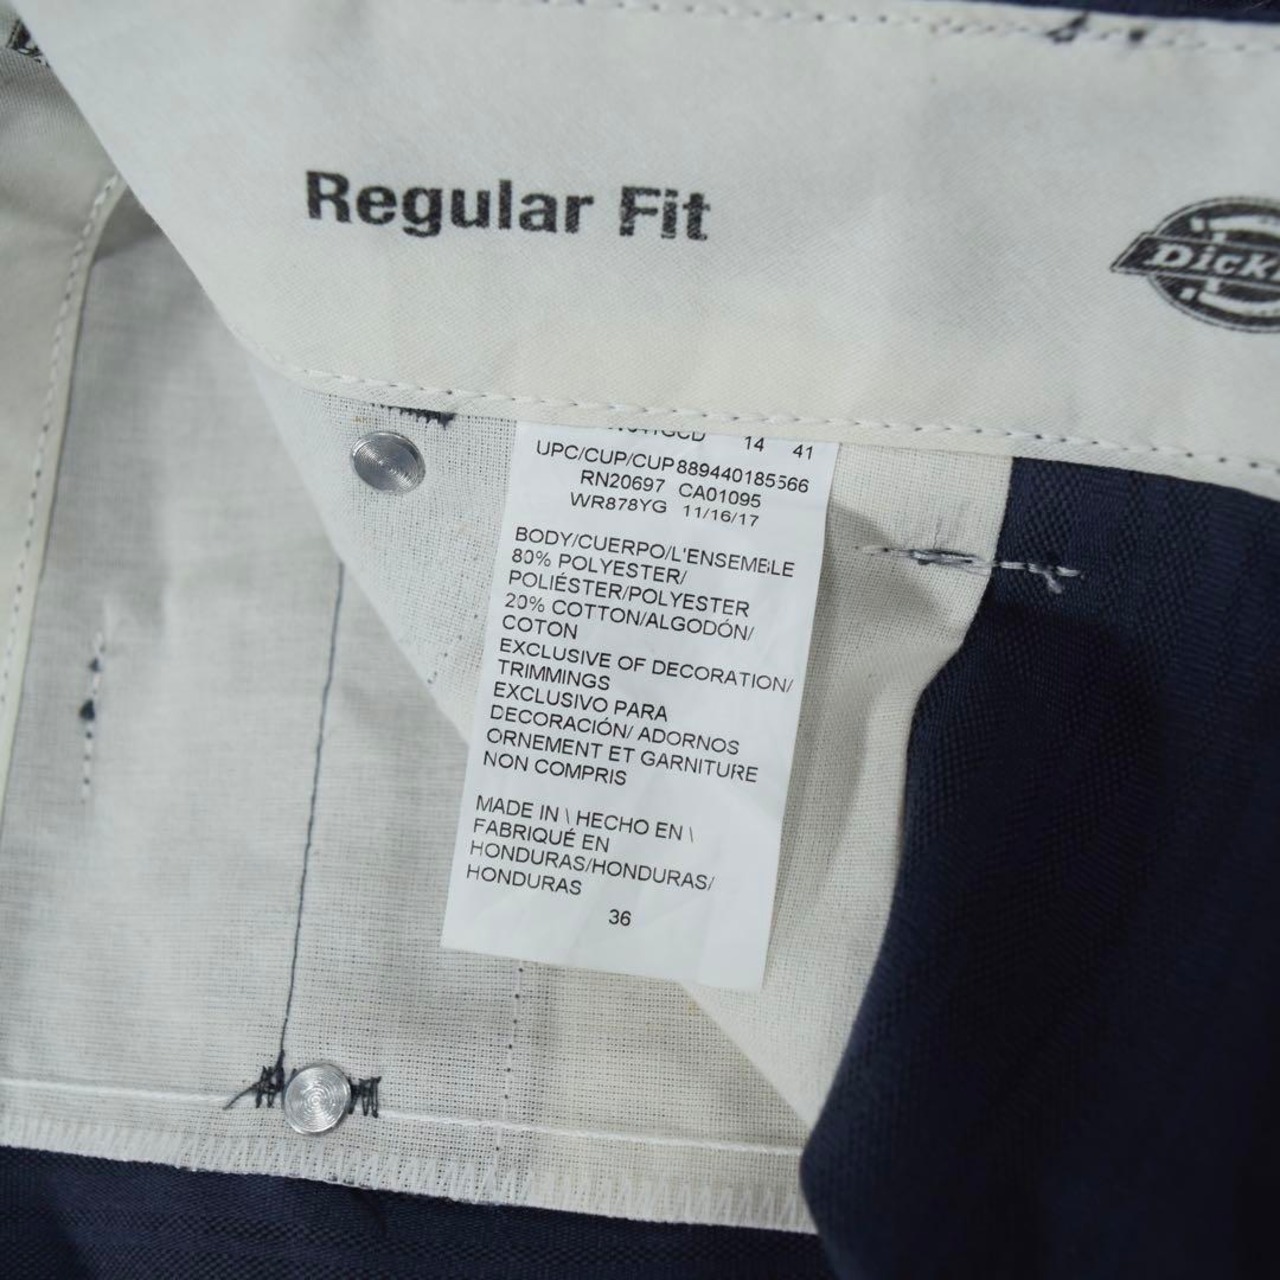 Regular Fit
14 41
UPC/CUP/CUP 889440185566
RN20697 CA01095
WR878YG 11/16/17
BODY/CUERPO/L'ENSEMBLE
80% POLYESTER/
POLIÉSTER/POLYESTER
20% COTTON/ALGODÓN/
COTON
EXCLUSIVE OF DECORATION/
TRIMMINGS
EXCLUSIVO PARA
DECORACIÓN/ ADORNOS
ORNEMENT ET GARNITURE
NON COMPRIS
MADE IN \ HECHO EN \
FABRIQUÉ EN
HONDURAS/HONDURAS/
HONDURAS
36